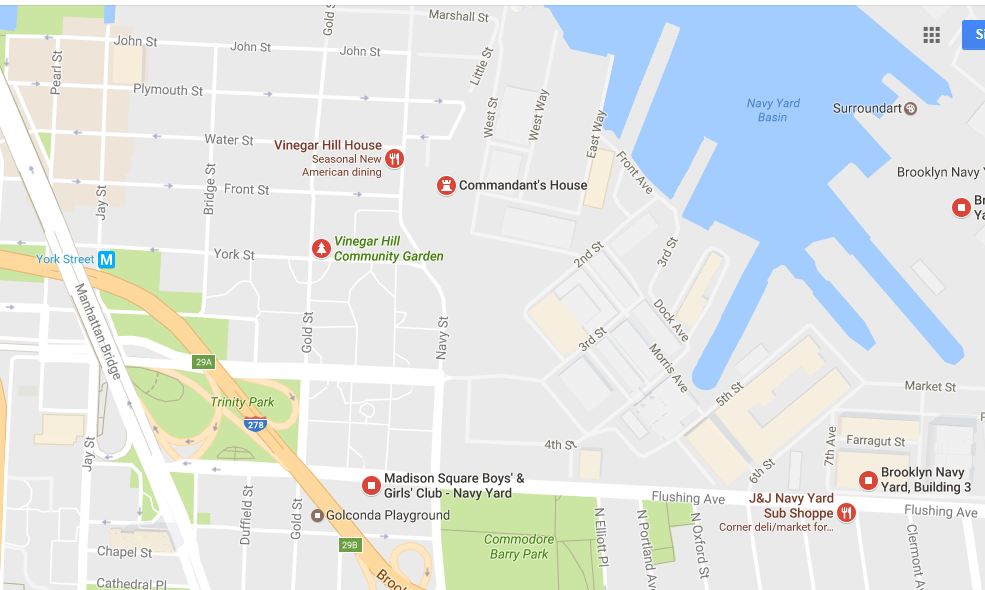 Marshall St
Gold S
John St
John St
John St
Si
Little St
Pearl St
Plymouth St
West St
West Way
East Way
Navy Yard
Basin
Surroundart
Water St
Vinegar Hill House
Seasonal New
American dining
Front Ave
Bridge St
Front St
Jay St
Commandant's House
Brooklyn Navy Y
Br
Ya
York Street M
York St
Vinegar Hill
Community Garden
2nd St
3rd St
Manhattan Bridge
Gold St
Navy St
Dock Ave
3rd St
Morris Ave
29A
Trinity Park
278
5th St
Market St
Jay St
4th St
7th Ave
Farragut St
6th St
Madison Square Boys' &
Girls' Club - Navy Yard
Brooklyn Navy
Yard, Building 3
Flushing Ave
J&J Navy Yard
Sub Shoppe
Corner deli/market for...
Flushing Ave
Duffield St
Gold St
Golconda Playground
N Elliott Pl
N Portland Ave
N Oxford St
Clermont Av
29B
Commodore
Barry Park
Chapel St
Cathedral Pl
Broo